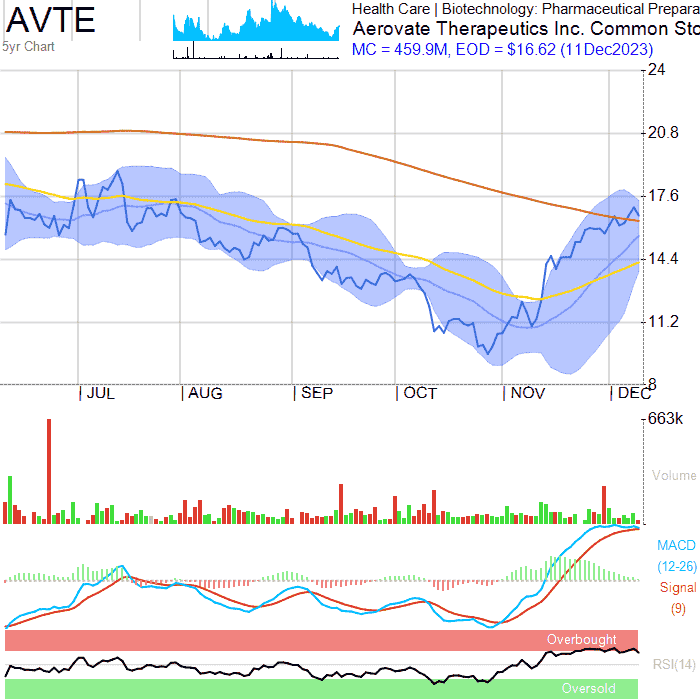 AVTE
5yr Chart
Health Care | Biotechnology: Pharmaceutical Prepara
Aerovate Therapeutics Inc. Common Sto
MC = 459.9M, EOD = $16.62 (11Dec2023)
24
20.8
17.6
14.4
11.2
8
JUL AUG SEP OCT NOV DEC
663k
Volume
MACD
(12-26)
Signal
(9)
Overbought
RSI(14)
Oversold